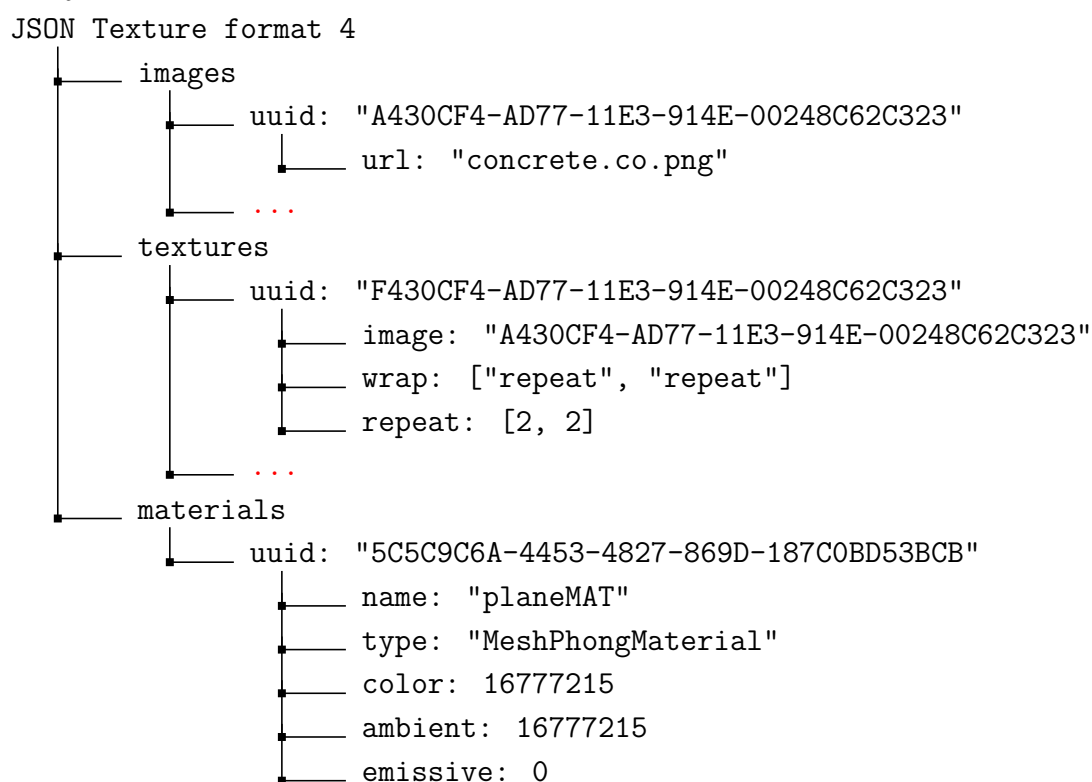 JSON Texture format 4
images
uuid: "A430CF4-AD77-11E3-914E-00248C62C323"
url: "concrete.co.png"
...
textures
uuid: "F430CF4-AD77-11E3-914E-00248C62C323"
image: "A430CF4-AD77-11E3-914E-00248C62C323"
wrap: ["repeat", "repeat"]
repeat: [2, 2]
...
materials
uuid: "5C5C9C6A-4453-4827-869D-187C0BD53BCB"
name: "planeMAT"
type: "MeshPhongMaterial"
color: 16777215
ambient: 16777215
emissive: 0